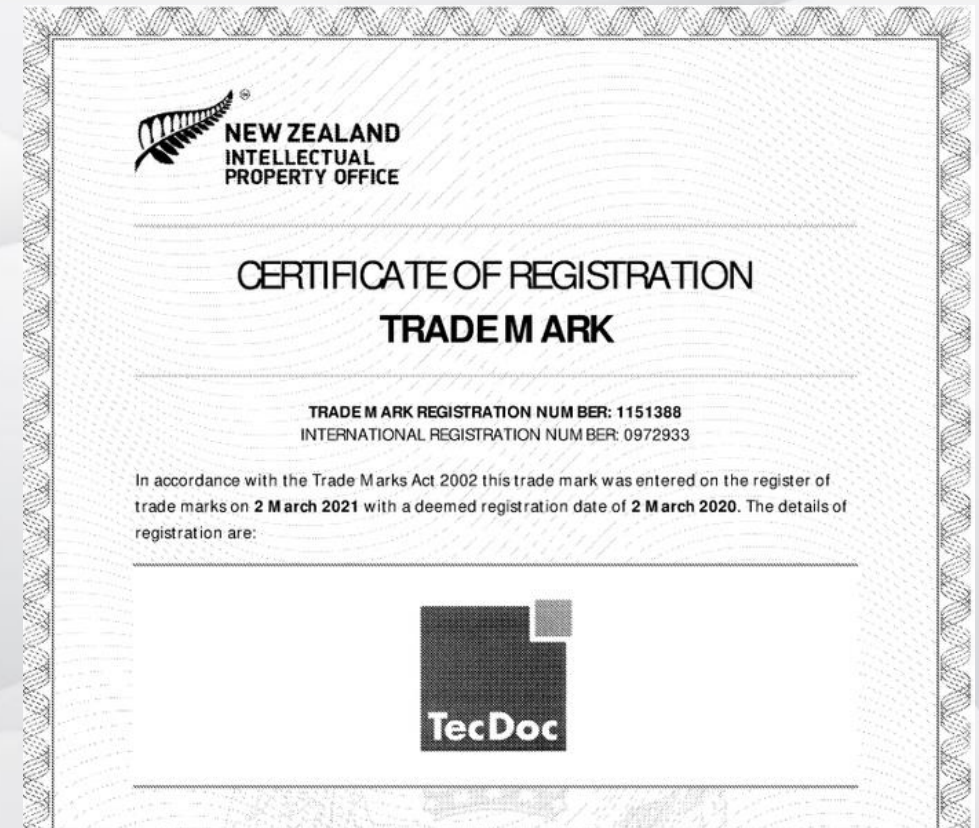 NEW ZEALAND
INTELLECTUAL
PROPERTY OFFICE
CERTIFICATE OF REGISTRATION
TRADE MARK
TRADE MARK REGISTRATION NUMBER: 1151388
INTERNATIONAL REGISTRATION NUMBER: 0972933
In accordance with the Trade Marks Act 2002 this trade mark was entered on the register of
trade marks on 2 March 2021 with a deemed registration date of 2 March 2020. The details of
registration are:
TecDoc